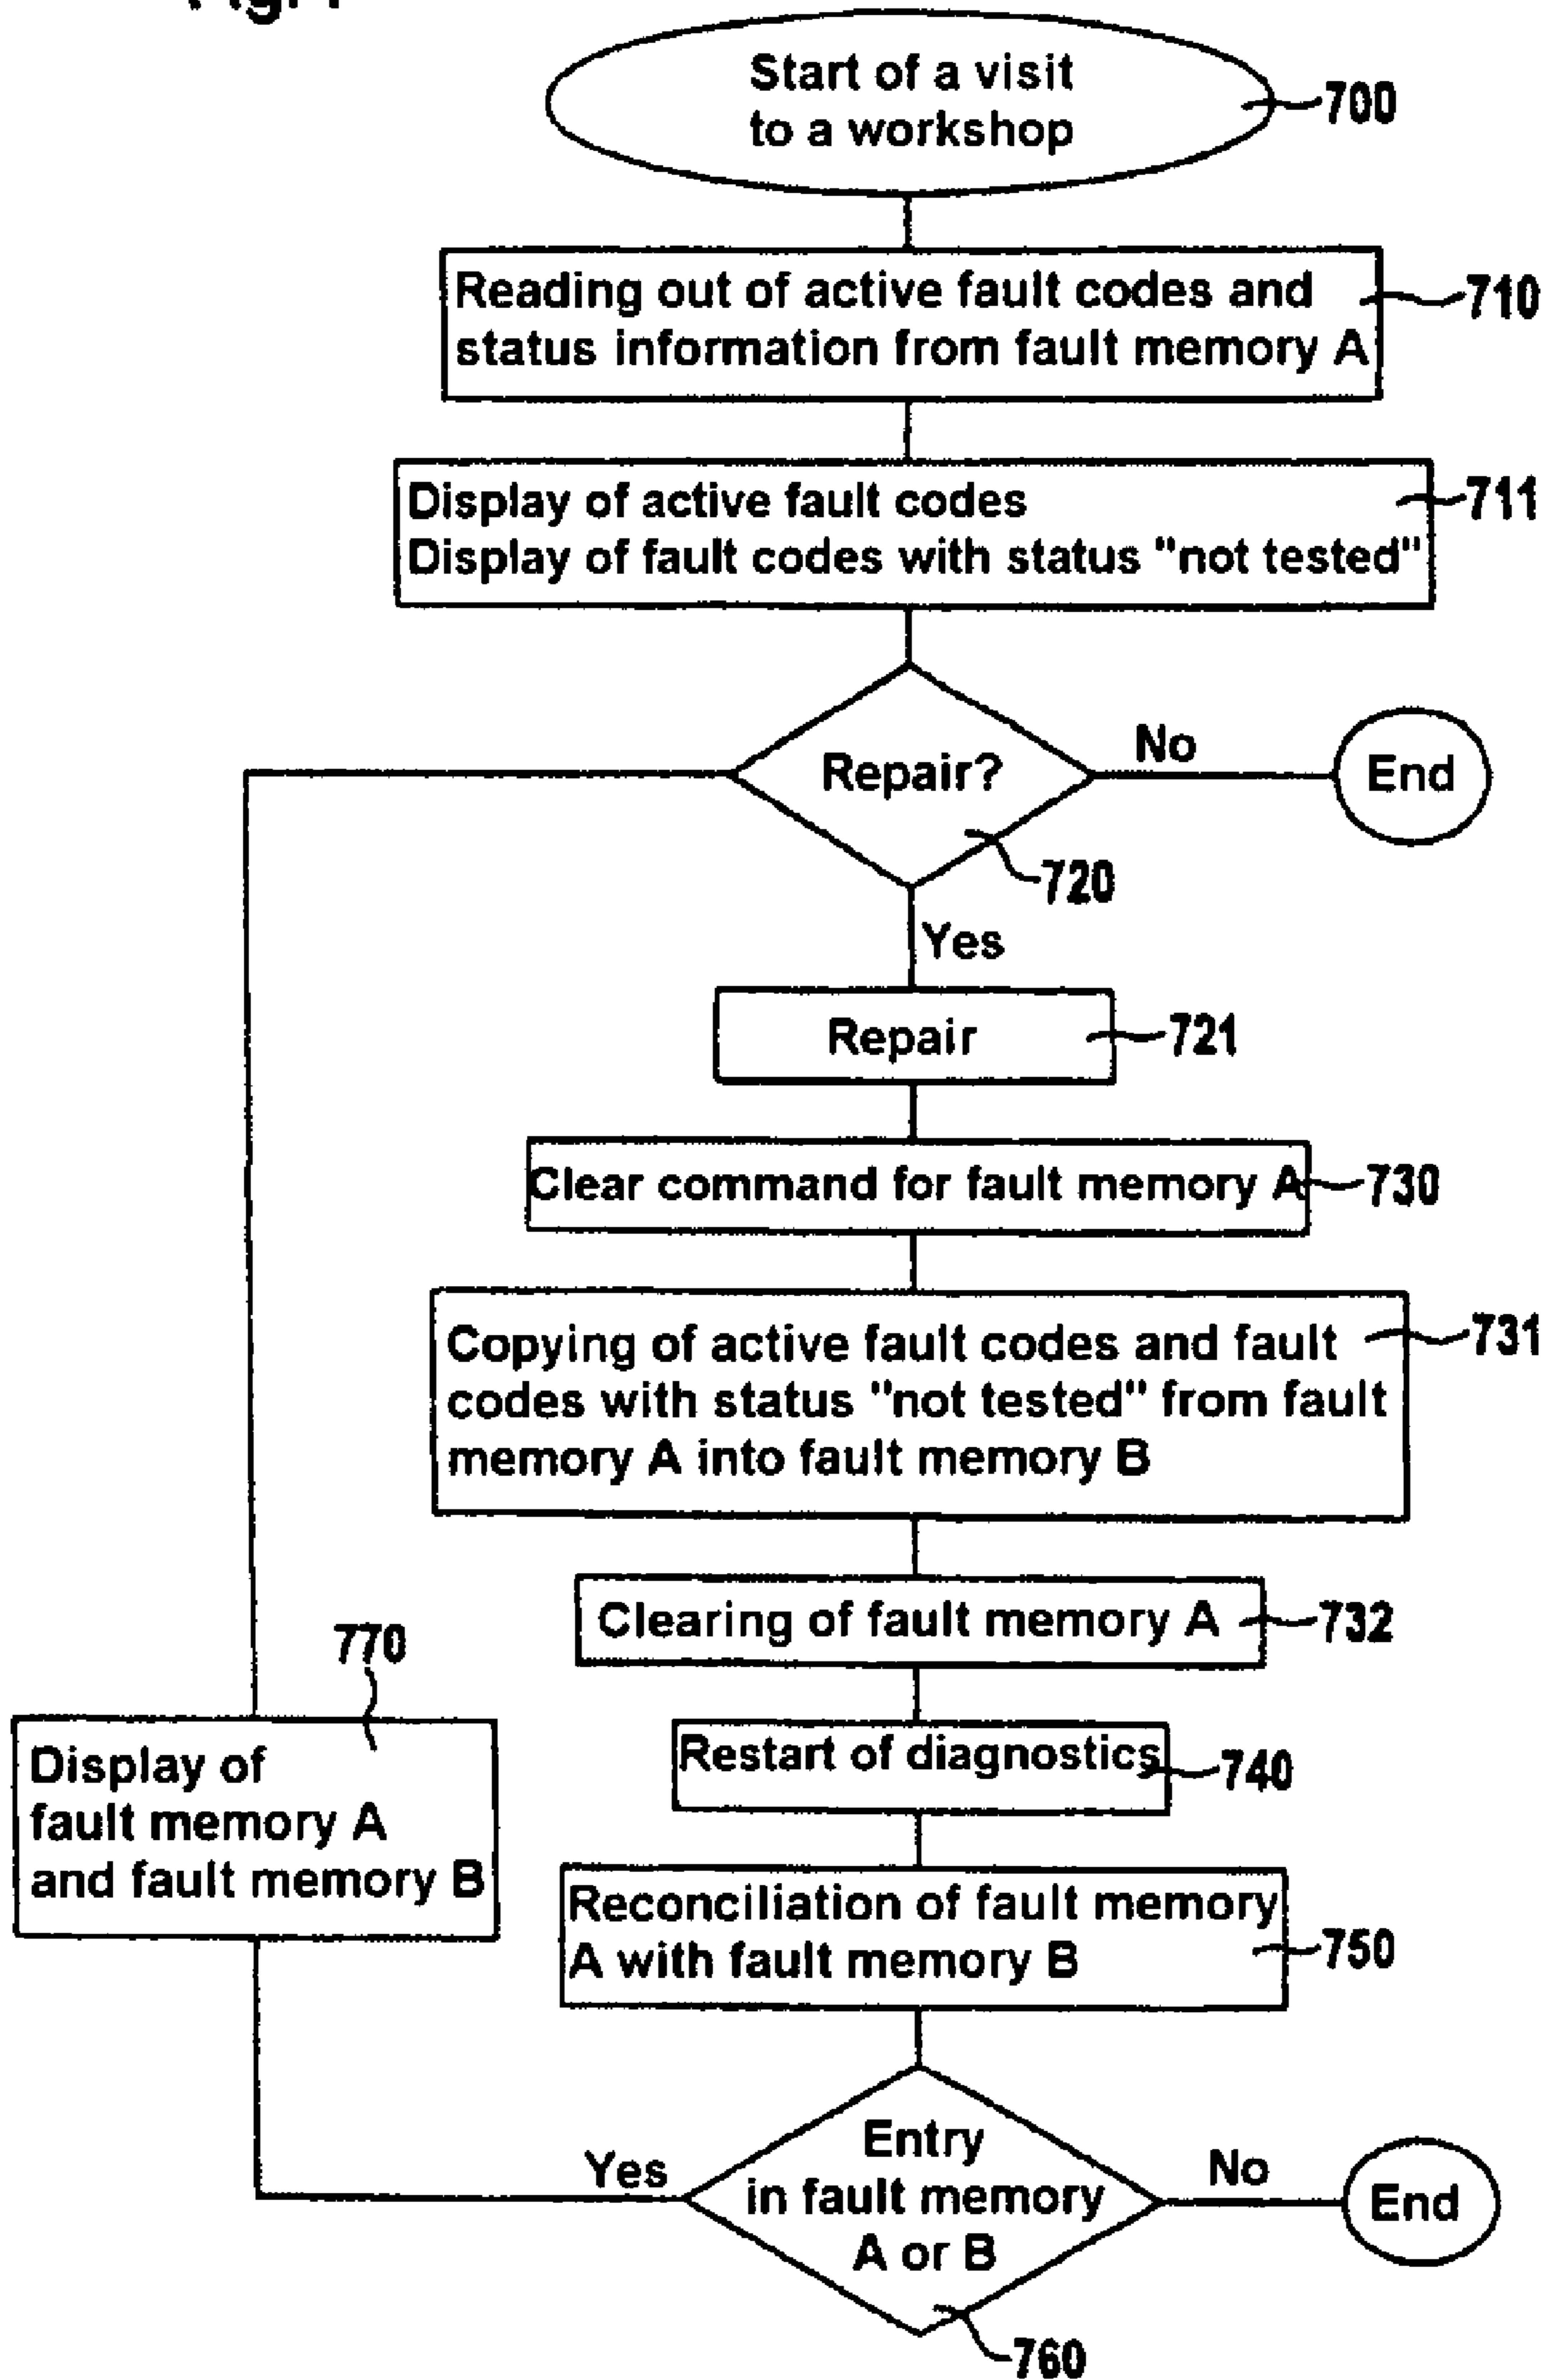 Start of a visit
to a workshop
700
Reading out of active fault codes and
status information from fault memory A
710
Display of active fault codes
Display of fault codes with status "not tested"
711
Repair?
No
End
720
Yes
Repair
721
Clear command for fault memory A
730
Copying of active fault codes and fault
codes with status "not tested" from fault
memory A into fault memory B
731
Clearing of fault memory A
732
770
Display of
fault memory A
and fault memory B
Restart of diagnostics
740
Reconciliation of fault memory
A with fault memory B
750
Entry
in fault memory
A or B
Yes
No
End
760